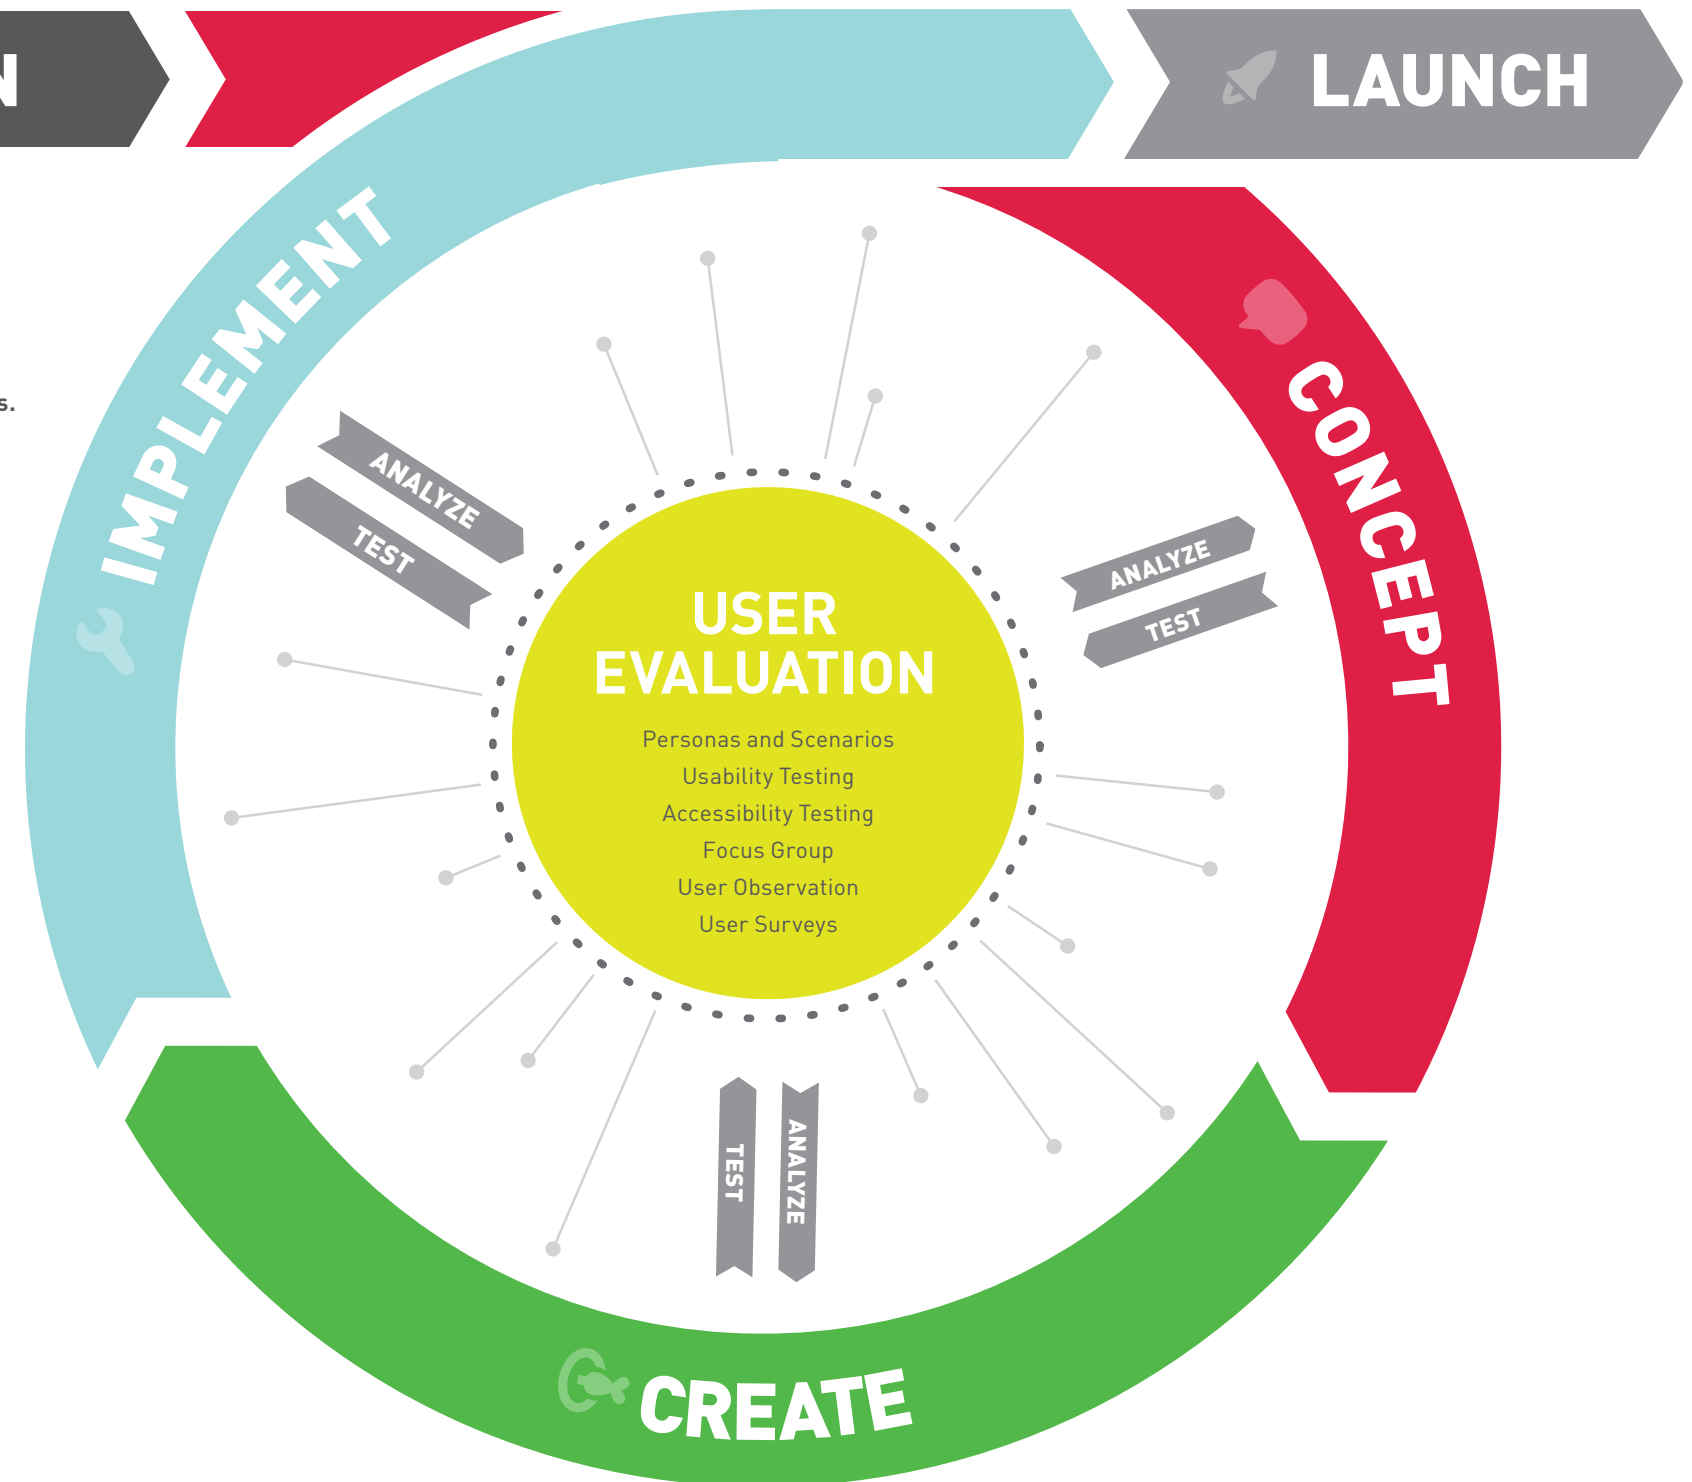 N
LAUNCH
IMPLEMENT
s.
CONCEPT
ANALYZE
TEST
ANALYZE
TEST
USER
EVALUATION
Personas and Scenarios
Usability Testing
Accessibility Testing
Focus Group
User Observation
User Surveys
TEST
ANALYZE
CREATE